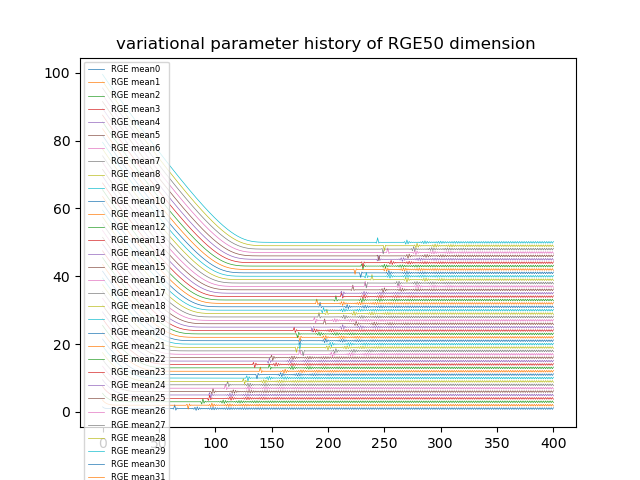 variational parameter history of RGE50 dimension
100
80
60
40
20
0
RGE mean0
RGE mean1
RGE mean2
RGE mean3
RGE mean4
RGE mean5
RGE mean6
RGE mean7
RGE mean8
RGE mean9
RGE mean10
RGE mean11
RGE mean12
RGE mean13
RGE mean14
RGE mean15
RGE mean16
RGE mean17
RGE mean18
RGE mean19
RGE mean20
RGE mean21
RGE mean22
RGE mean23
RGE mean24
RGE mean25
RGE mean26
RGE mean27
RGE mean28
RGE mean29
RGE mean30
RGE mean31
0
100
150
200
250
300
350
400